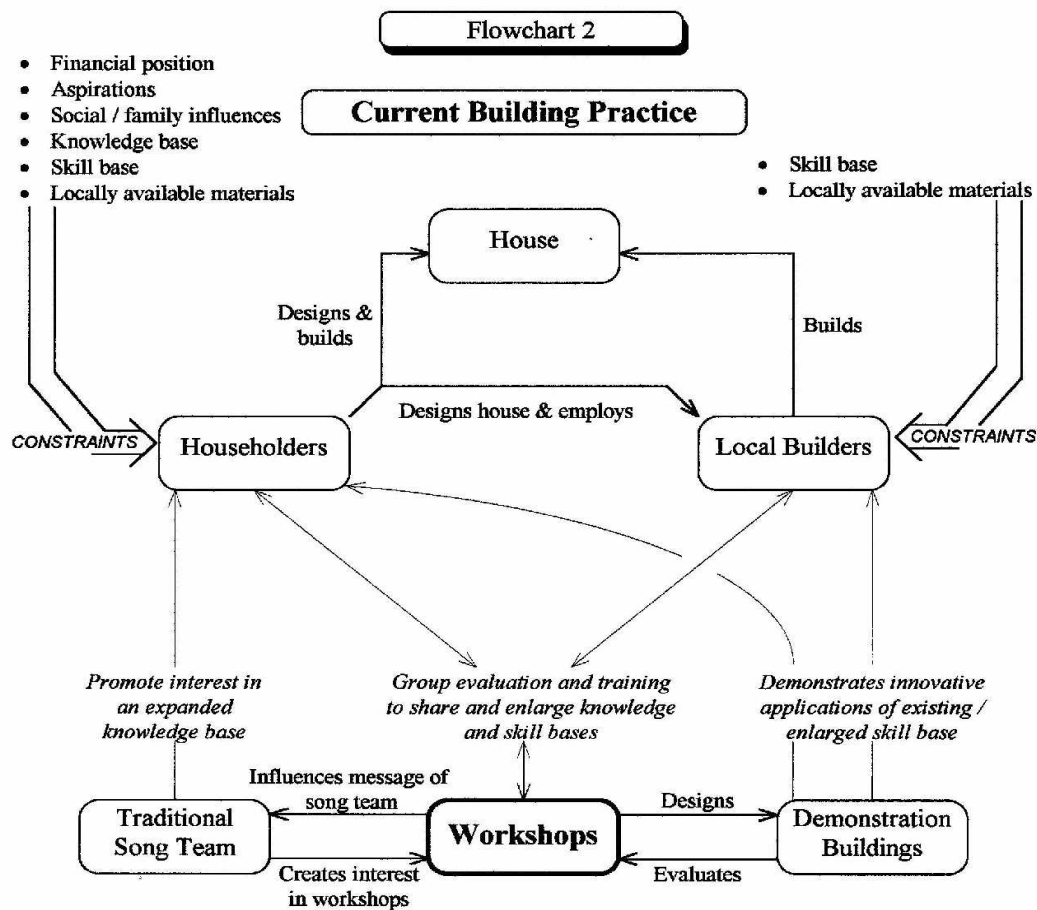 Flowchart 2
• Financial position
• Aspirations
• Social / family influences
• Knowledge base
• Skill base
• Locally available materials
Current Building Practice
• Skill base
• Locally available materials
House
Designs &
builds
Builds
Designs house & employs
CONSTRAINTS
Householders
Local Builders
CONSTRAINTS
Promote interest in
an expanded
knowledge base
Group evaluation and training
to share and enlarge knowledge
and skill bases
Demonstrates innovative
applications of existing /
enlarged skill base
Influences message of
song team
Designs
Traditional
Song Team
Workshops
Demonstration
Buildings
Creates interest
in workshops
Evaluates